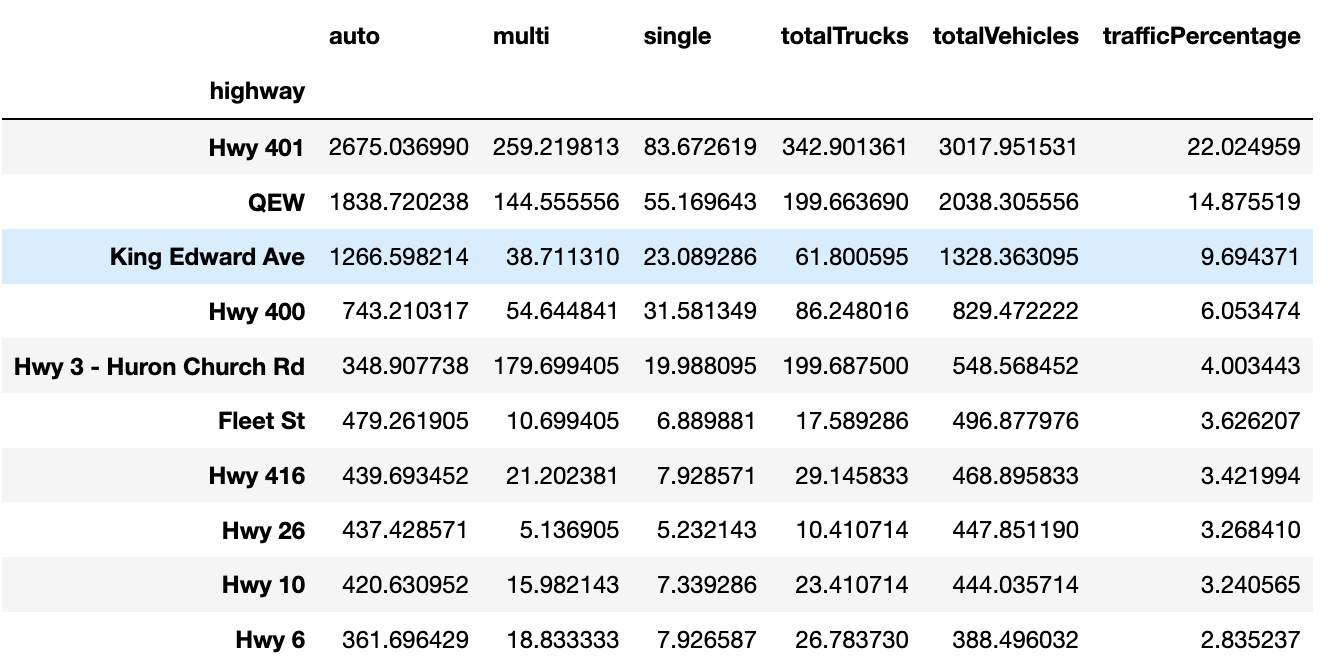 auto multi single totalTrucks totalVehicles trafficPercentage
highway
Hwy 401 2675.036990 259.219813 83.672619 342.901361 3017.951531 22.024959
QEW 1838.720238 144.555556 55.169643 199.663690 2038.305556 14.875519
King Edward Ave 1266.598214 38.711310 23.089286 61.800595 1328.363095 9.694371
Hwy 400 743.210317 54.644841 31.581349 86.248016 829.472222 6.053474
Hwy 3 - Huron Church Rd 348.907738 179.699405 19.988095 199.687500 548.568452 4.003443
Fleet St 479.261905 10.699405 6.889881 17.589286 496.877976 3.626207
Hwy 416 439.693452 21.202381 7.928571 29.145833 468.895833 3.421994
Hwy 26 437.428571 5.136905 5.232143 10.410714 447.851190 3.268410
Hwy 10 420.630952 15.982143 7.339286 23.410714 444.035714 3.240565
Hwy 6 361.696429 18.833333 7.926587 26.783730 388.496032 2.835237